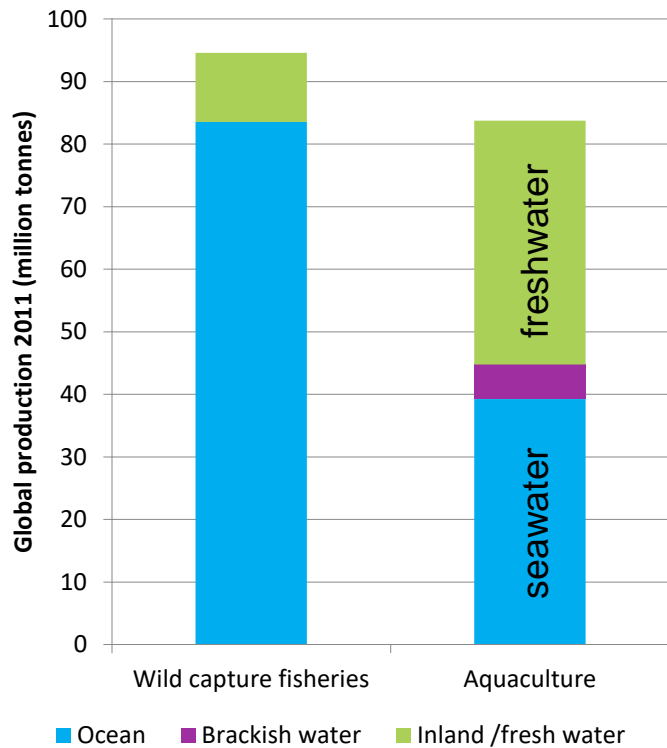 Global production 2011 (million tonnes)
100
90
80
70
60
50
40
30
20
10
0
freshwater
seawater
Wild capture fisheries
Aquaculture
Ocean
Brackish water
Inland /fresh water